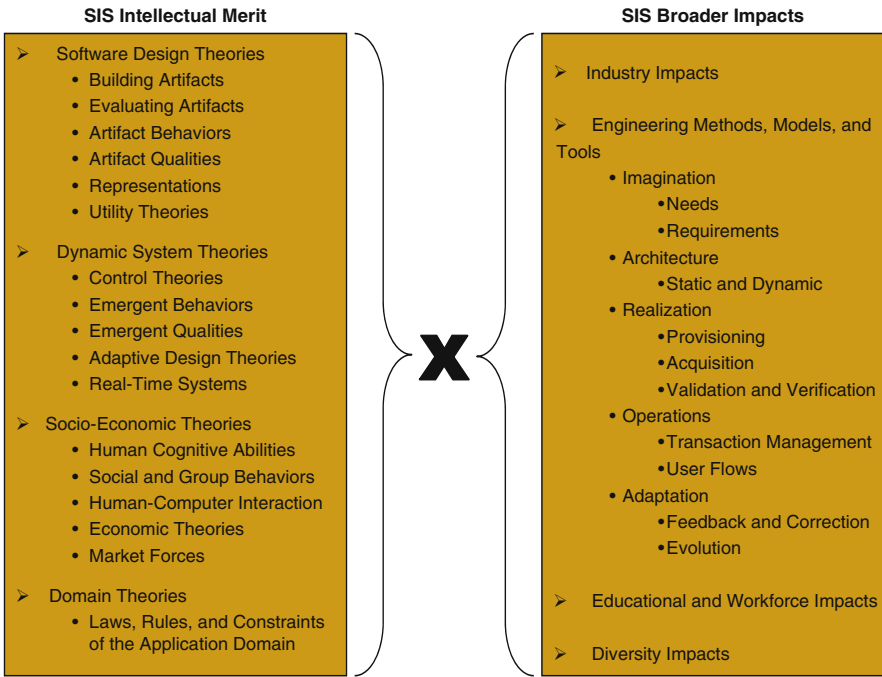 SIS Intellectual Merit
➢ Software Design Theories
• Building Artifacts
• Evaluating Artifacts
• Artifact Behaviors
• Artifact Qualities
• Representations
• Utility Theories
➢ Dynamic System Theories
• Control Theories
• Emergent Behaviors
• Emergent Qualities
• Adaptive Design Theories
• Real-Time Systems
➢ Socio-Economic Theories
• Human Cognitive Abilities
• Social and Group Behaviors
• Human-Computer Interaction
• Economic Theories
• Market Forces
➢ Domain Theories
• Laws, Rules, and Constraints
of the Application Domain
X
SIS Broader Impacts
➢ Industry Impacts
➢ Engineering Methods, Models, and
Tools
• Imagination
•Needs
•Requirements
• Architecture
•Static and Dynamic
• Realization
•Provisioning
•Acquisition
•Validation and Verification
• Operations
•Transaction Management
•User Flows
• Adaptation
•Feedback and Correction
•Evolution
➢ Educational and Workforce Impacts
➢ Diversity Impacts